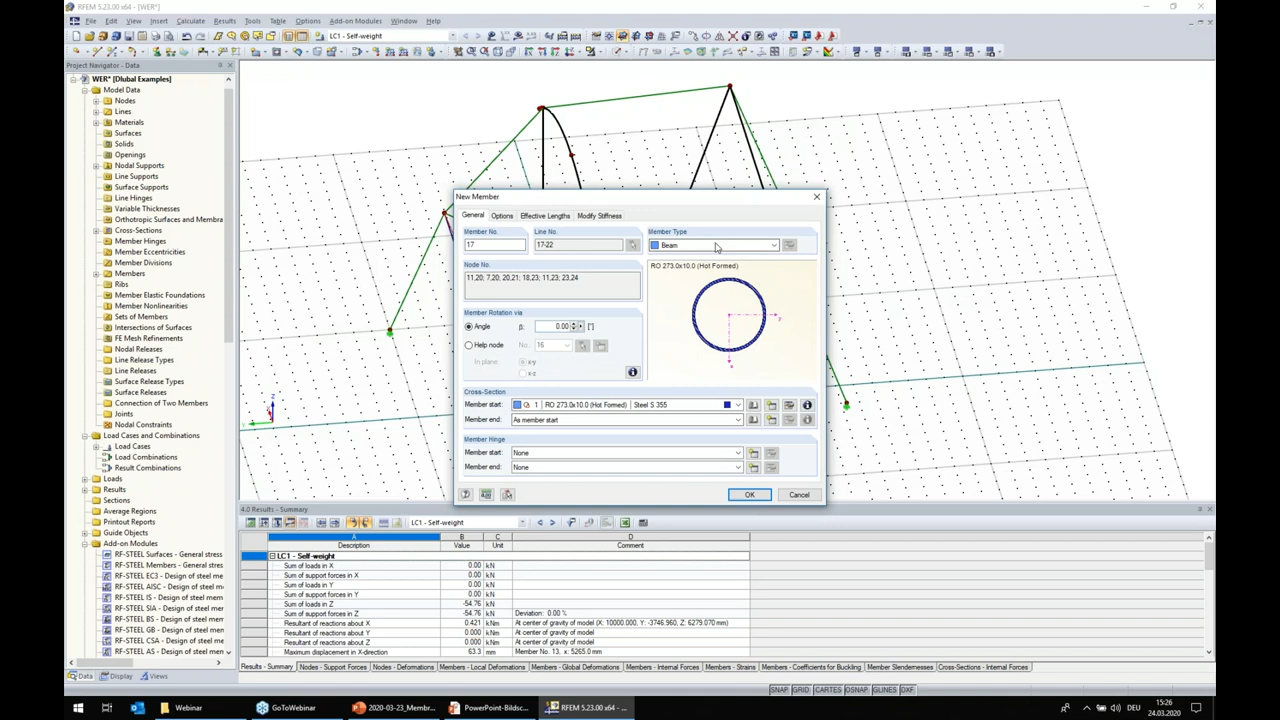 RFEM 5.23.00 x64 - [WER*]
File Edit View Insert Calculate Results Tools Table Options Add-on Modules Window Help
LC1 - Self-weight
Project Navigator - Data
WER* [Dlubal Examples]
Model Data
Nodes
Lines
Materials
Surfaces
Solids
Openings
Nodal Supports
Line Supports
Surface Supports
Line Hinges
Variable Thicknesses
Orthotropic Surfaces and Membra
Cross-Sections
Member Hinges
Member Eccentricities
Member Divisions
Members
Ribs
Member Elastic Foundations
Member Nonlinearities
Sets of Members
Intersections of Surfaces
FE Mesh Refinements
Nodal Releases
Line Release Types
Line Releases
Surface Release Types
Surface Releases
Connection of Two Members
Joints
Nodal Constraints
Load Cases and Combinations
Load Cases
Load Combinations
Result Combinations
Loads
Results
Sections
Average Regions
Printout Reports
Guide Objects
Add-on Modules
RF-STEEL Surfaces - General stress
RF-STEEL Members - General stress
RF-STEEL EC3 - Design of steel me
RF-STEEL AISC - Design of steel me
RF-STEEL IS - Design of steel mem
RF-STEEL SIA - Design of steel mem
RF-STEEL BS - Design of steel mem
RF-STEEL GB - Design of steel mem
RF-STEEL CSA - Design of steel me
RF-STEEL AS - Design of steel mem
Data Display Views
New Member
General Options Effective Lengths Modify Stiffness
Member No. Line No. Member Type
17 17-22 Beam
Node No. RO 273.0x10.0 (Hot Formed)
11,20; 7,20; 20,21; 18,23; 11,23; 23,24
Member Rotation via
Angle β: 0.00 [°]
Help node No.: 16
In plane: x-y
x-z
y
z
Cross-Section
Member start: 1 RO 273.0x10.0 (Hot Formed) Steel S 355
Member end: As member start
Member Hinge
Member start: None
Member end: None
OK Cancel
4.0 Results - Summary
LC1 - Self-weight
A B C D
Description Value Unit Comment
LC1 - Self-weight
Sum of loads in X 0.00 kN
Sum of support forces in X 0.00 kN
Sum of loads in Y 0.00 kN
Sum of support forces in Y 0.00 kN
Sum of loads in Z -54.76 kN
Sum of support forces in Z -54.76 kN Deviation: 0.00 %
Resultant of reactions about X 0.421 kNm At center of gravity of model (X: 10000.000, Y: -3746.960, Z: 6279.070 mm)
Resultant of reactions about Y 0.000 kNm At center of gravity of model
Resultant of reactions about Z 0.000 kNm At center of gravity of model
Maximum displacement in X-direction 63.3 mm Member No. 13, x: 5265.0 mm
Results - Summary Nodes - Support Forces Nodes - Deformations Members - Local Deformations Members - Global Deformations Members - Internal Forces Members - Strains Members - Coefficients for Buckling Member Slendernesses Cross-Sections - Internal Forces
SNAP GRID CARTES OSNAP GLINES DXF
Webinar GoToWebinar 2020-03-23_Membr... PowerPoint-Bildsc... RFEM 5.23.00 x64 - ... DEU 15:26
24.03.2020